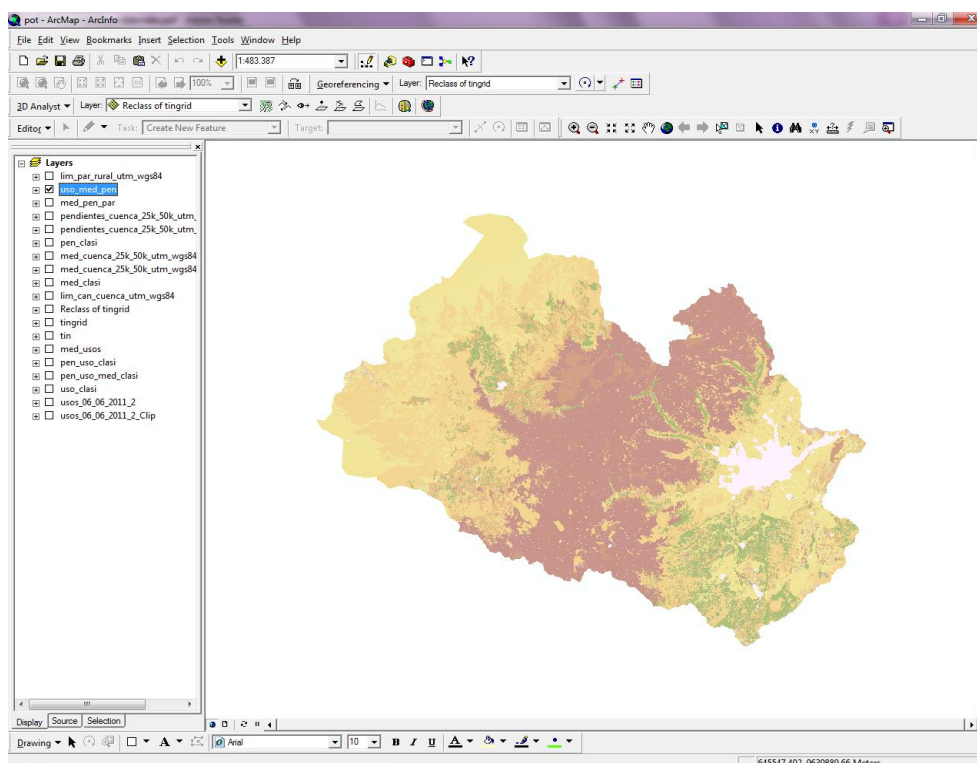 pot - ArcMap - ArcInfo
File Edit View Bookmarks Insert Selection Tools Window Help
1:483.387
100% Georeferencing Layer: Reclass of tingrid
3D Analyst Layer: Reclass of tingrid
Editor Task: Create New Feature Target:
Layers
lim_par_rural_utm_wgs84
uso_med_pen
med_pen_par
pendientes_cuenca_25k_50k_utm_
pendientes_cuenca_25k_50k_utm_
pen_clasi
med_cuenca_25k_50k_utm_wgs84
med_cuenca_25k_50k_utm_wgs84
med_clasi
lim_can_cuenca_utm_wgs84
Reclass of tingrid
tingrid
tin
med_usos
pen_uso_clasi
pen_uso_med_clasi
uso_clasi
usos_06_06_2011_2
usos_06_06_2011_2_Clip
Display Source Selection
Drawing A Arial 10 B I U A
645547,402 9639889,66 Meters